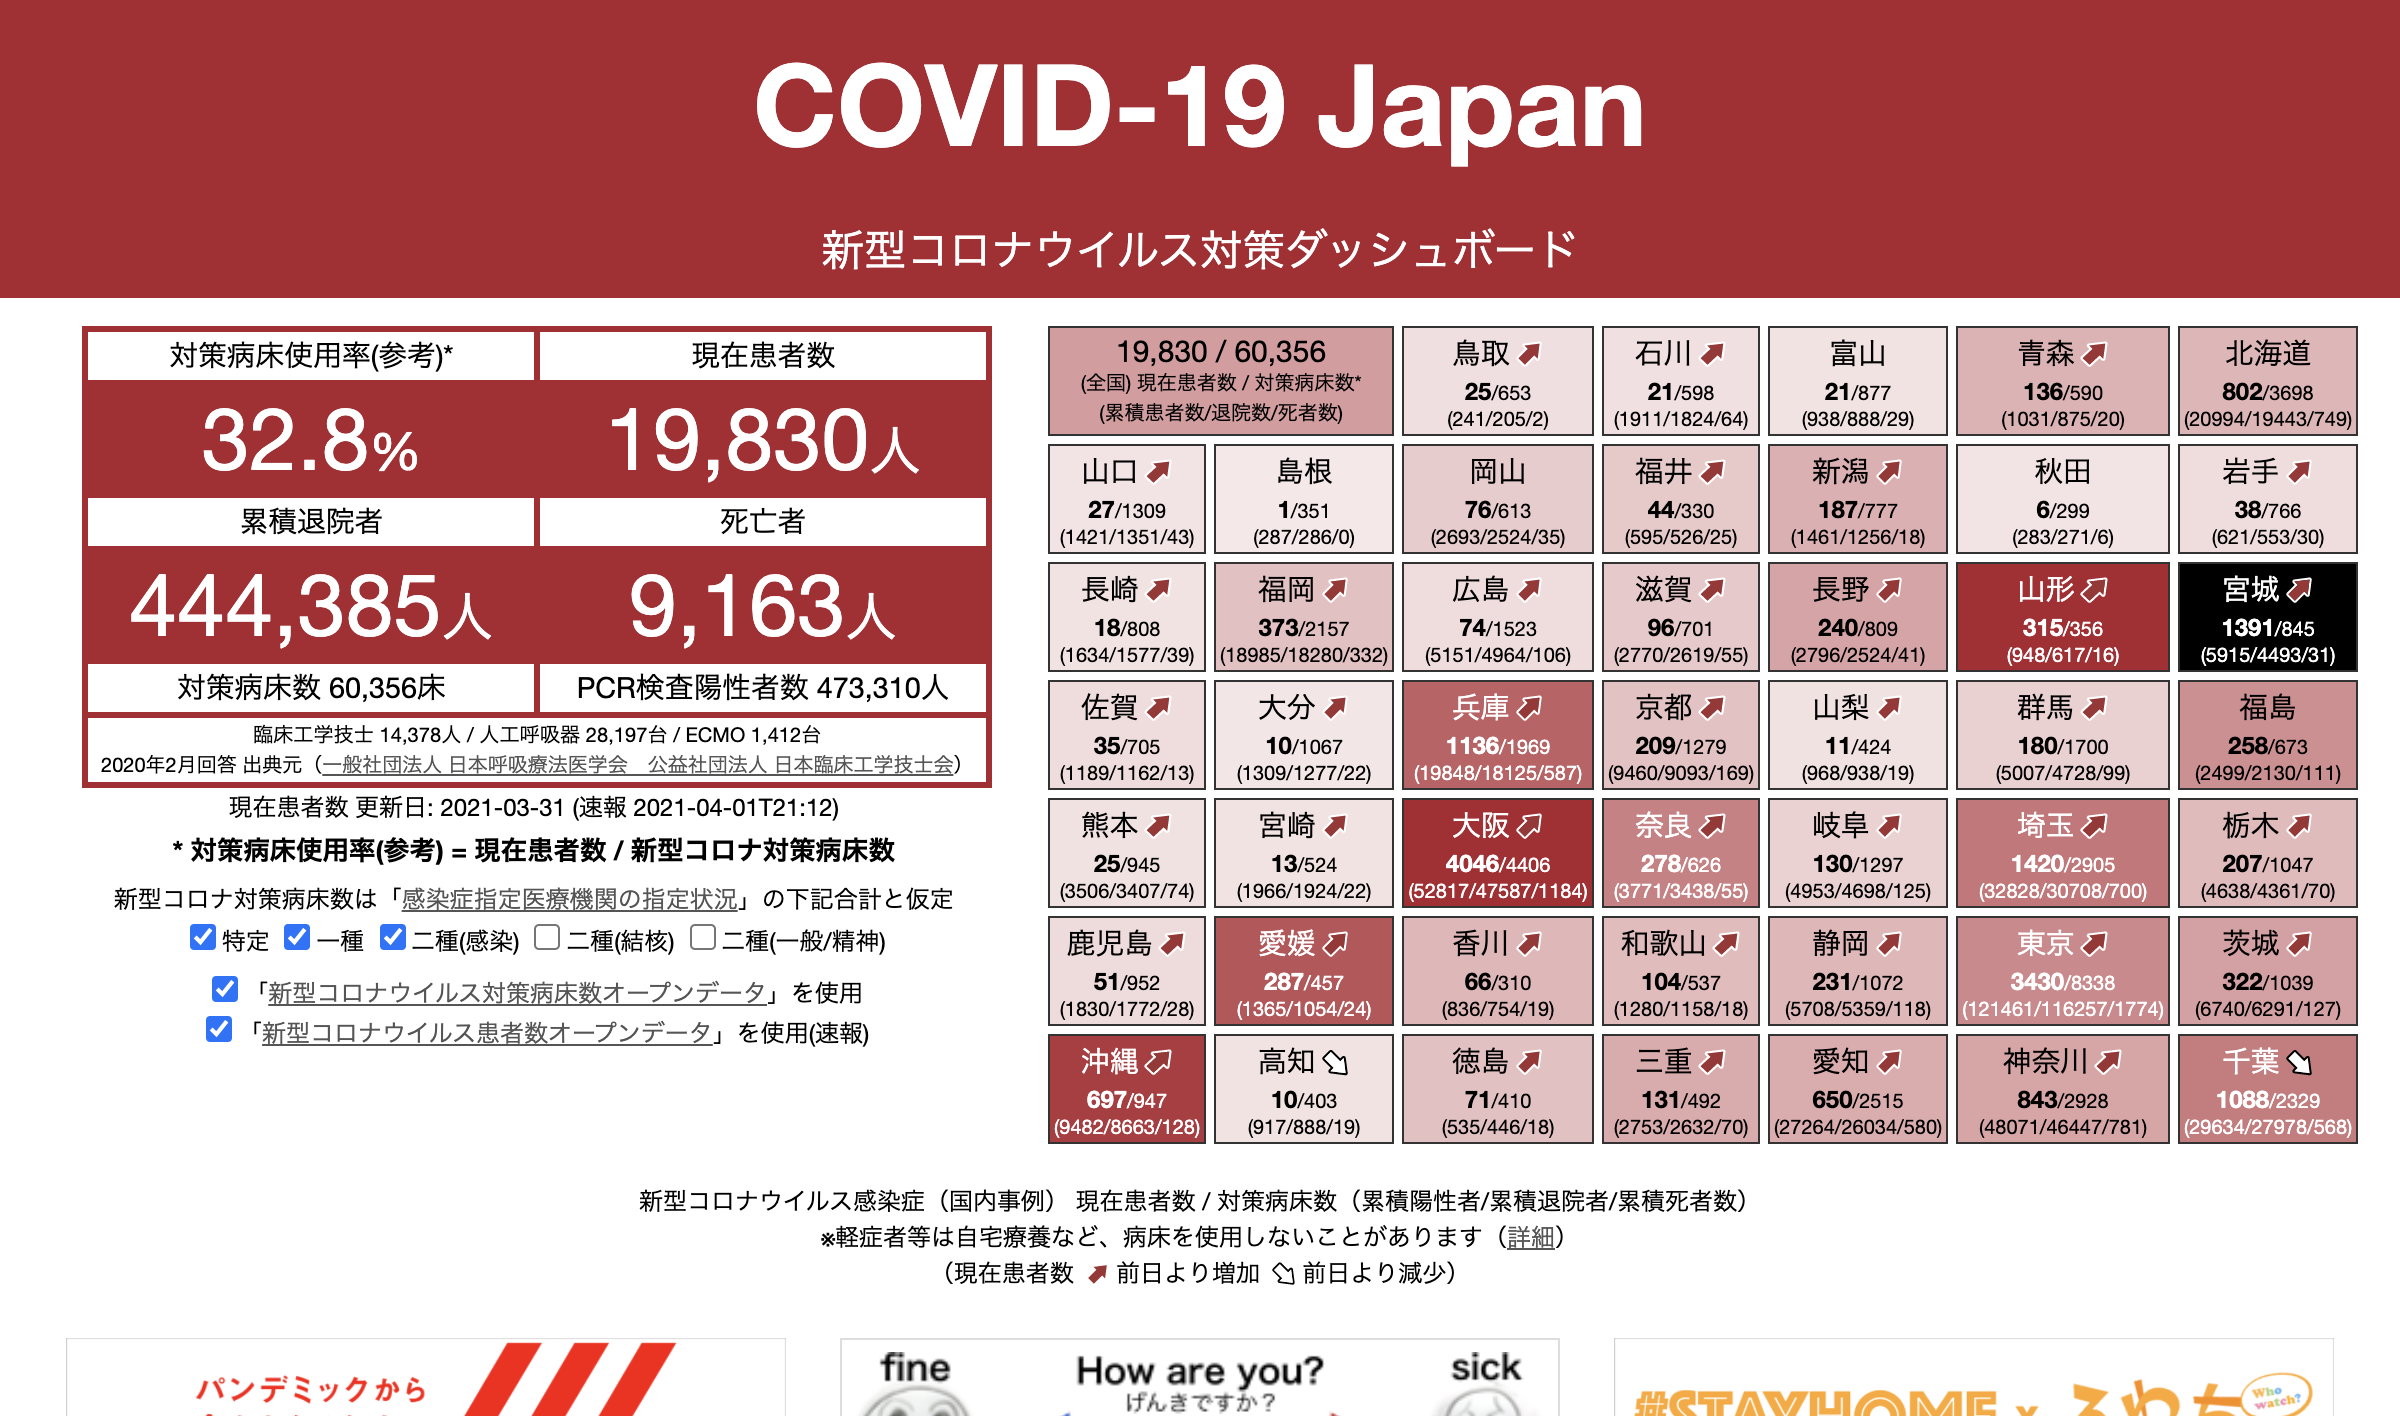 COVID-19 Japan
新型コロナウイルス対策ダッシュボード
対策病床使用率(参考)*
現在患者数
32.8%
19,830人
累積退院者
死亡者
444,385人
9,163人
対策病床数 60,356床
PCR検査陽性者数 473,310人
臨床工学技士 14,378人 / 人工呼吸器 28,197台 / ECMO 1,412台
2020年2月回答 出典元（一般社団法人 日本呼吸療法医学会　公益社団法人 日本臨床工学技士会）
現在患者数 更新日: 2021-03-31 (速報 2021-04-01T21:12)
* 対策病床使用率(参考) = 現在患者数 / 新型コロナ対策病床数
新型コロナ対策病床数は「感染症指定医療機関の指定状況」の下記合計と仮定
特定 一種 二種(感染) 二種(結核) 二種(一般/精神)
「新型コロナウイルス対策病床数オープンデータ」を使用
「新型コロナウイルス患者数オープンデータ」を使用(速報)
19,830 / 60,356
(全国) 現在患者数 / 対策病床数*
(累積患者数/退院数/死者数)
鳥取
25/653
(241/205/2)
石川
21/598
(1911/1824/64)
富山
21/877
(938/888/29)
青森
136/590
(1031/875/20)
北海道
802/3698
(20994/19443/749)
山口
27/1309
(1421/1351/43)
島根
1/351
(287/286/0)
岡山
76/613
(2693/2524/35)
福井
44/330
(595/526/25)
新潟
187/777
(1461/1256/18)
秋田
6/299
(283/271/6)
岩手
38/766
(621/553/30)
長崎
18/808
(1634/1577/39)
福岡
373/2157
(18985/18280/332)
広島
74/1523
(5151/4964/106)
滋賀
96/701
(2770/2619/55)
長野
240/809
(2796/2524/41)
山形
315/356
(948/617/16)
宮城
1391/845
(5915/4493/31)
佐賀
35/705
(1189/1162/13)
大分
10/1067
(1309/1277/22)
兵庫
1136/1969
(19848/18125/587)
京都
209/1279
(9460/9093/169)
山梨
11/424
(968/938/19)
群馬
180/1700
(5007/4728/99)
福島
258/673
(2499/2130/111)
熊本
25/945
(3506/3407/74)
宮崎
13/524
(1966/1924/22)
大阪
4046/4406
(52817/47587/1184)
奈良
278/626
(3771/3438/55)
岐阜
130/1297
(4953/4698/125)
埼玉
1420/2905
(32828/30708/700)
栃木
207/1047
(4638/4361/70)
鹿児島
51/952
(1830/1772/28)
愛媛
287/457
(1365/1054/24)
香川
66/310
(836/754/19)
和歌山
104/537
(1280/1158/18)
静岡
231/1072
(5708/5359/118)
東京
3430/8338
(121461/116257/1774)
茨城
322/1039
(6740/6291/127)
沖縄
697/947
(9482/8663/128)
高知
10/403
(917/888/19)
徳島
71/410
(535/446/18)
三重
131/492
(2753/2632/70)
愛知
650/2515
(27264/26034/580)
神奈川
843/2928
(48071/46447/781)
千葉
1088/2329
(29634/27978/568)
新型コロナウイルス感染症（国内事例） 現在患者数 / 対策病床数（累積陽性者/累積退院者/累積死者数）
※軽症者等は自宅療養など、病床を使用しないことがあります（詳細）
（現在患者数 前日より増加 前日より減少）
パンデミックから
fine
How are you?
げんきですか？
sick
#STAYHOME x ふわっち
Who watch?